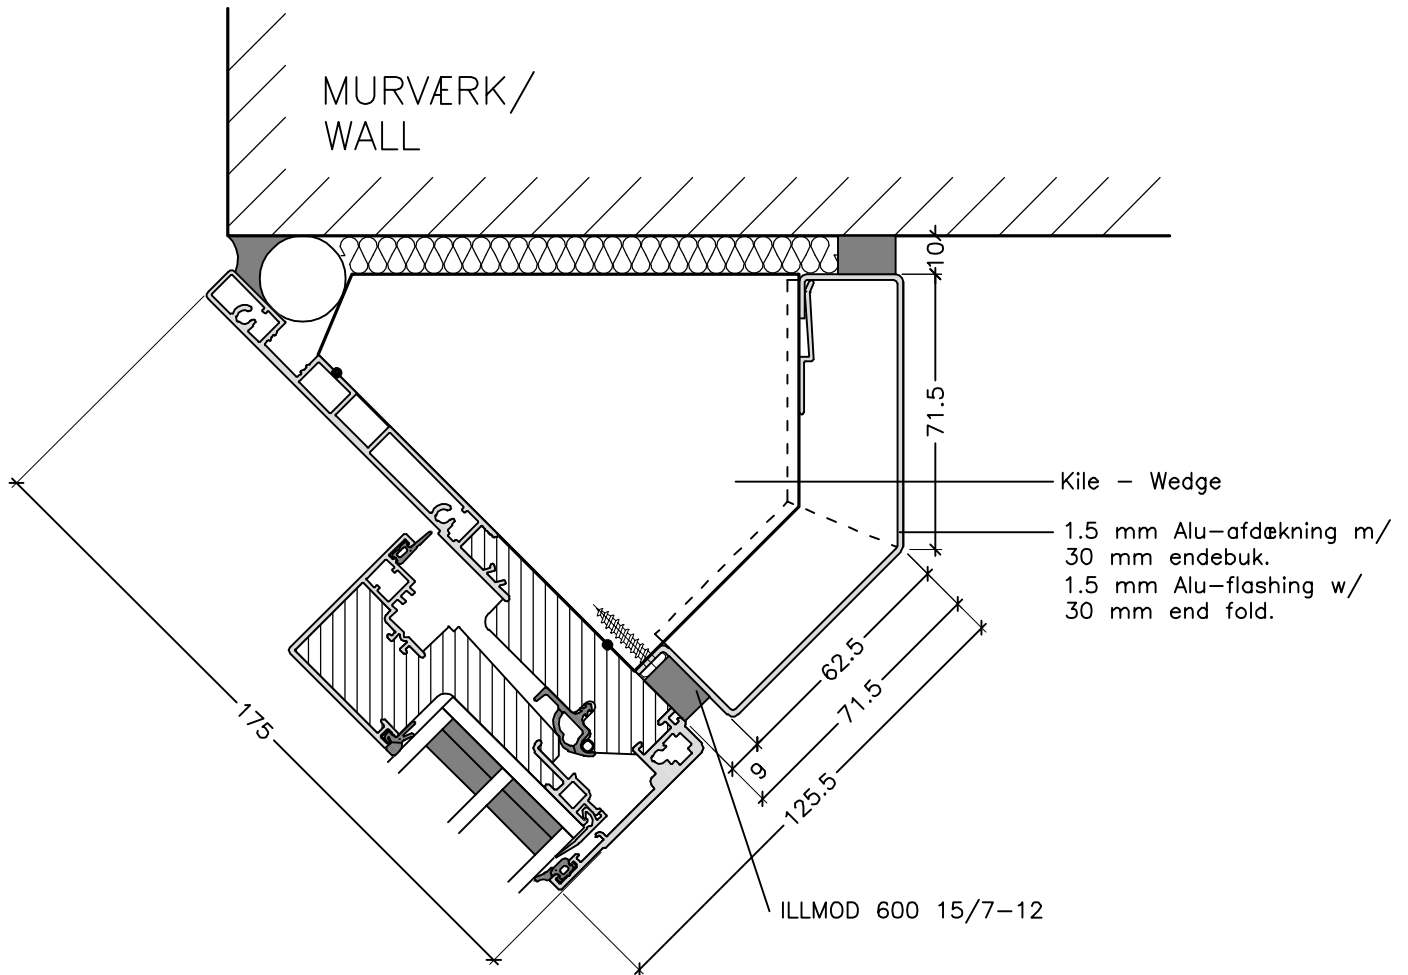 MURVÆRK/
WALL
10
71.5
Kile - Wedge
1.5 mm Alu-afdækning m/
30 mm endebuk.
1.5 mm Alu-flashing w/
30 mm end fold.
62.5
71.5
9
125.5
175
ILLMOD 600 15/7-12